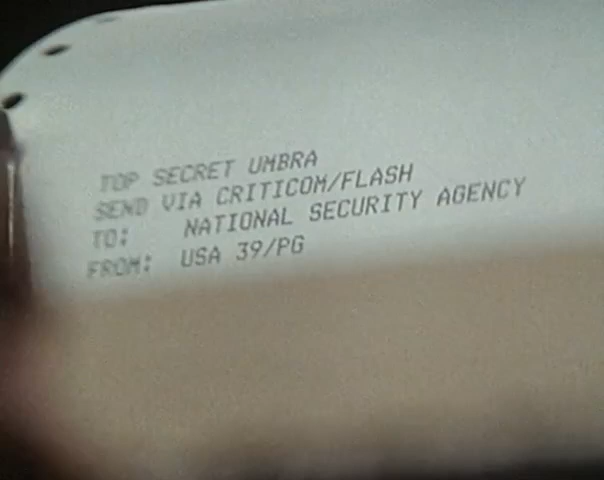 TOP SECRET UMBRA
SEND VIA CRITICOM/FLASH
TO: NATIONAL SECURITY AGENCY
FROM: USA 39/PG